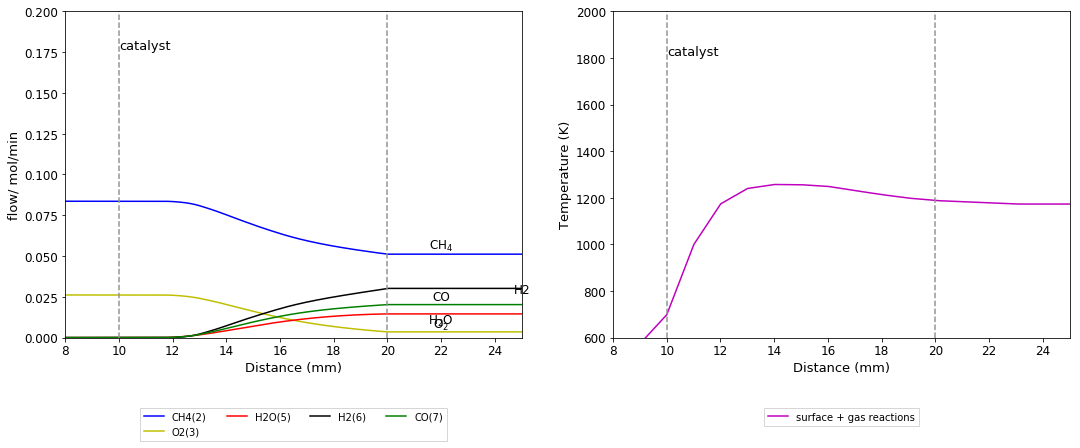 0.200
0.175
0.150
0.125
0.100
0.075
0.050
0.025
0.000
flow/ mol/min
catalyst
CH4
H2
CO
H2O
O2
8 10 12 14 16 18 20 22 24
Distance (mm)
CH4(2) H2O(5) H2(6) CO(7)
O2(3)
2000
1800
1600
1400
1200
1000
800
600
Temperature (K)
catalyst
8 10 12 14 16 18 20 22 24
Distance (mm)
surface + gas reactions